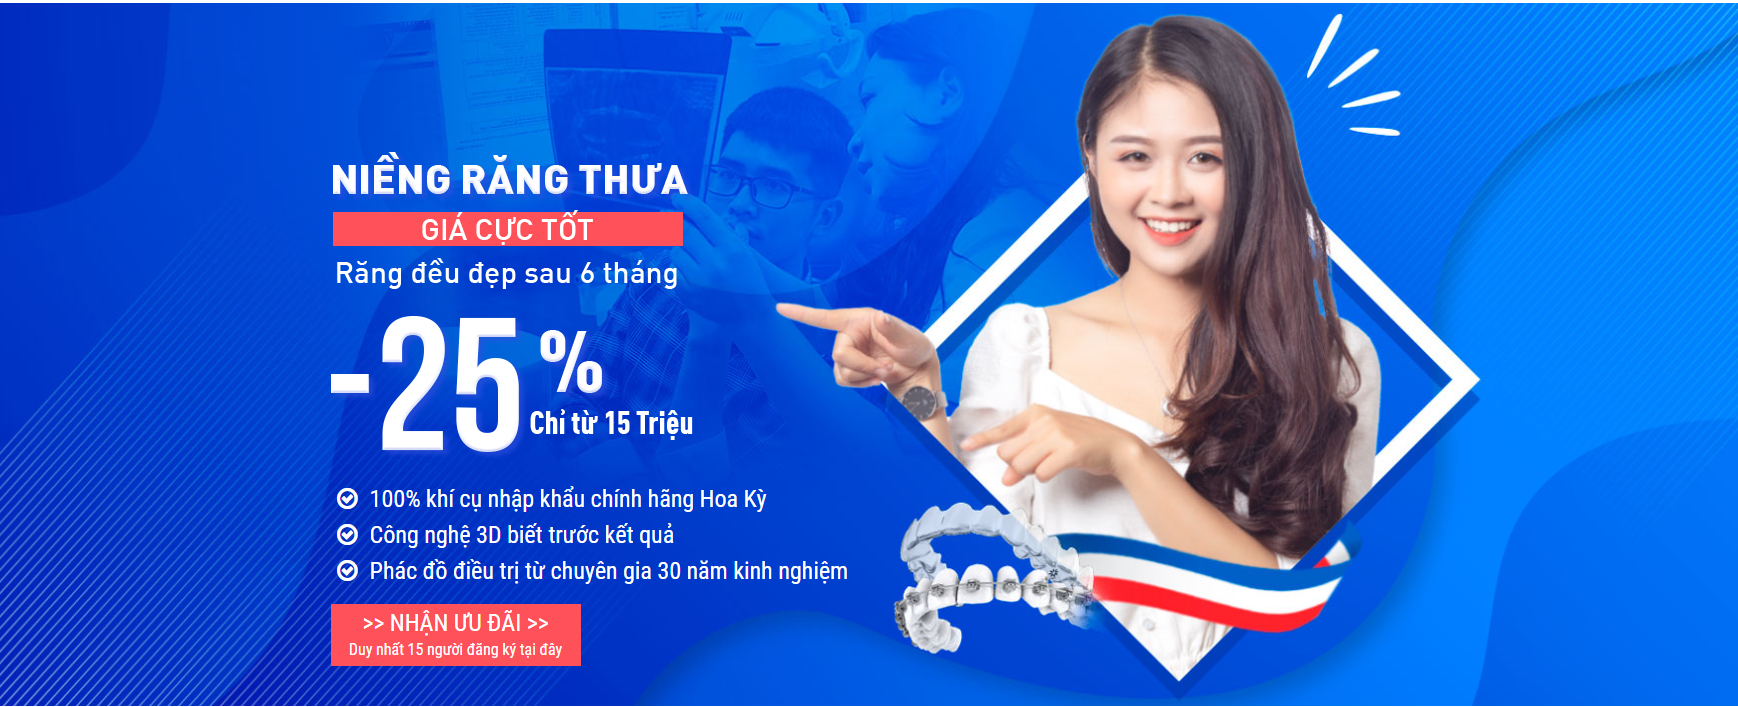 NIỀNG RĂNG THƯA
GIÁ CỰC TỐT
Răng đều đẹp sau 6 tháng
-25%
Chỉ từ 15 Triệu
100% khí cụ nhập khẩu chính hãng Hoa Kỳ
Công nghệ 3D biết trước kết quả
Phác đồ điều trị từ chuyên gia 30 năm kinh nghiệm
>> NHẬN ƯU ĐÃI >>
Duy nhất 15 người đăng ký tại đây